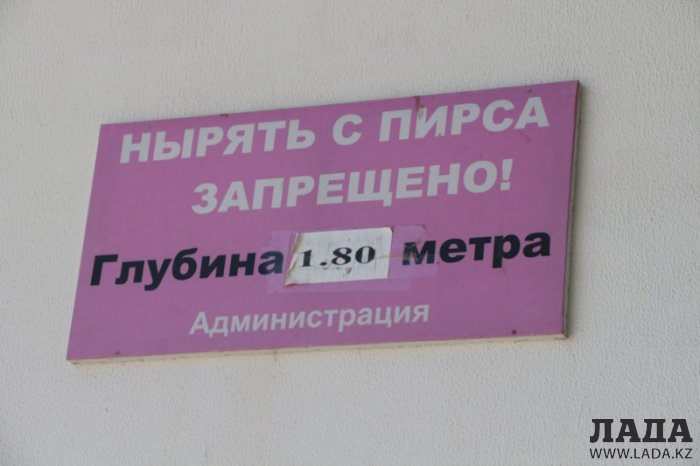 НЫРЯТЬ С ПИРСА
ЗАПРЕЩЕНО!
Глубина 1.80 метра
Администрация
ЛАДА
WWW.LADA.KZ